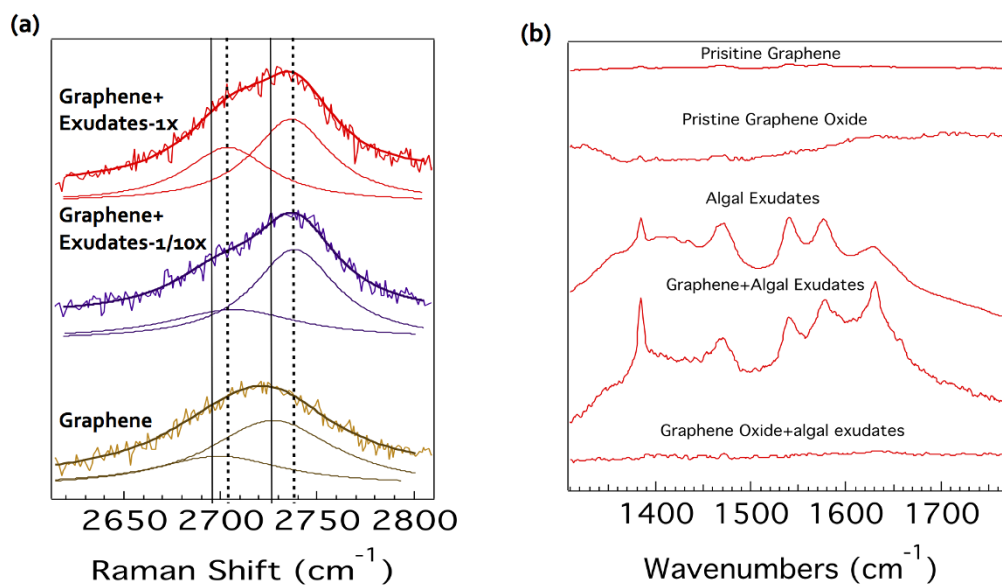 (a)
Graphene+
Exudates-1x
Graphene+
Exudates-1/10x
Graphene
2650 2700 2750 2800
Raman Shift (cm⁻¹)
(b)
Prisitine Graphene
Pristine Graphene Oxide
Algal Exudates
Graphene+Algal Exudates
Graphene Oxide+algal exudates
1400 1500 1600 1700
Wavenumbers (cm⁻¹)